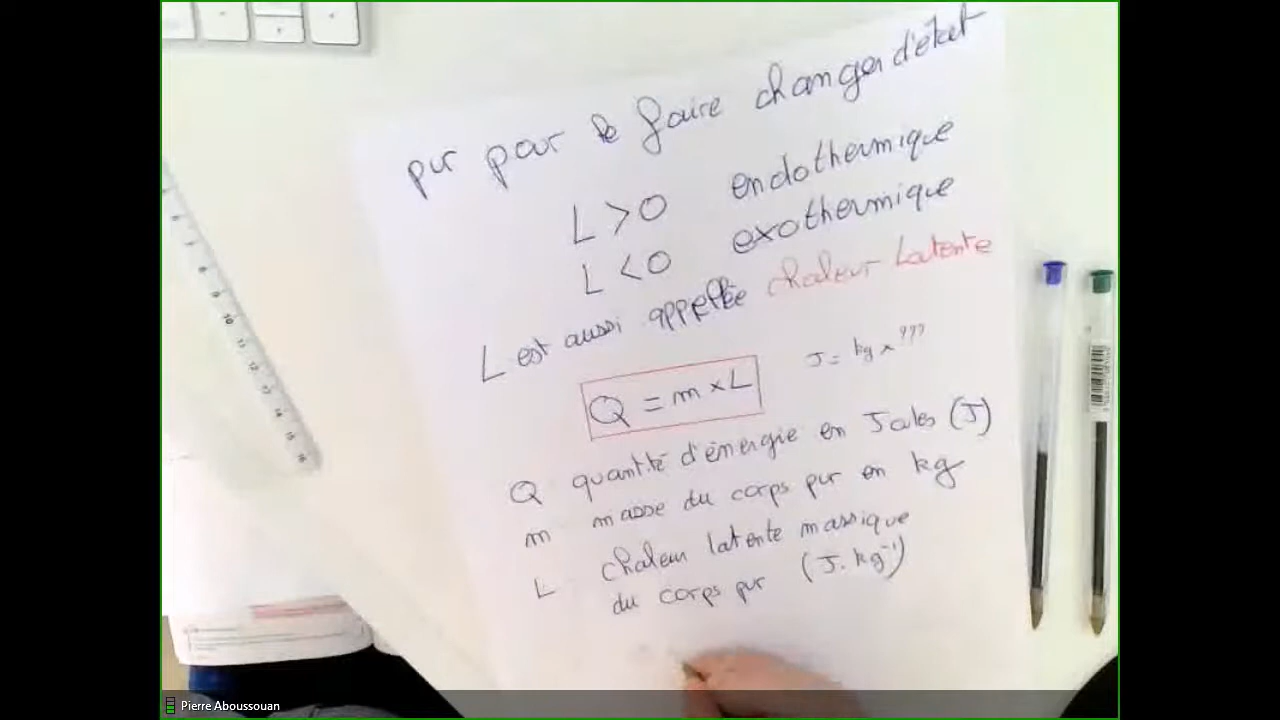 pur pour le faire changer d'état
L > 0 endothermique
L < 0 exothermique
L est aussi appelée chaleur latente
Q = m × L
J = kg × ???
Q quantité d'énergie en Joules (J)
m masse du corps pur en kg
L chaleur latente massique
du corps pur (J.kg⁻¹)
Pierre Aboussouan